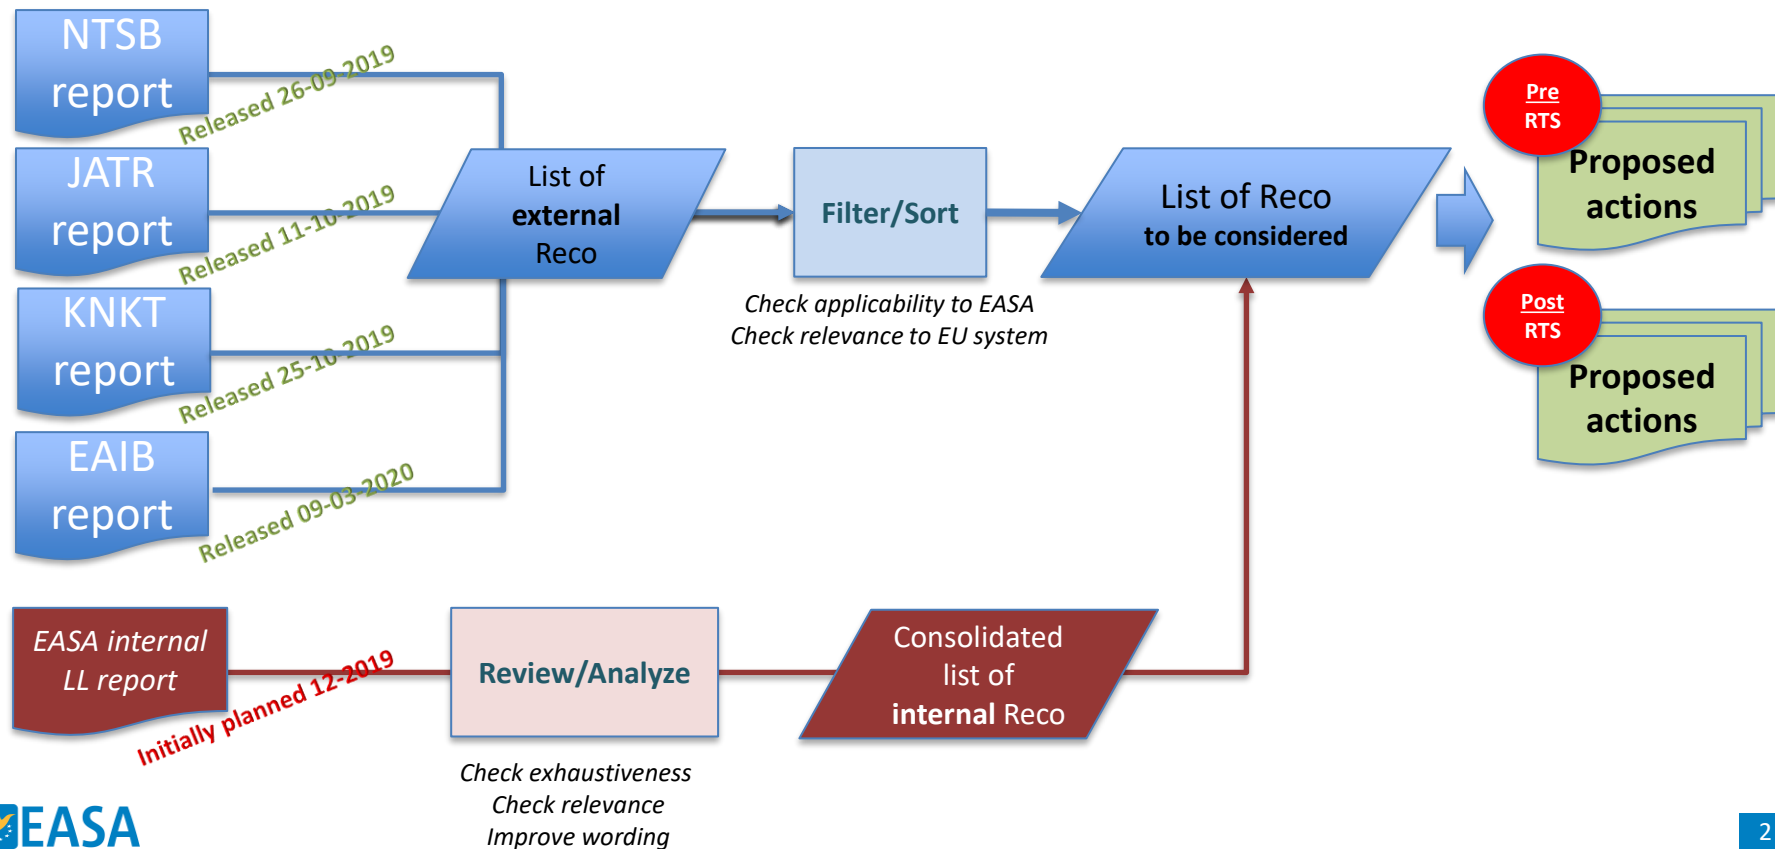 NTSB
report
Released 26-09-2019
JATR
report
Released 11-10-2019
KNKT
report
Released 25-10-2019
EAIB
report
Released 09-03-2020
List of
external
Reco
Filter/Sort
Check applicability to EASA
Check relevance to EU system
List of Reco
to be considered
Pre
RTS
Proposed
actions
Post
RTS
Proposed
actions
EASA internal
LL report
Initially planned 12-2019
Review/Analyze
Check exhaustiveness
Check relevance
Improve wording
Consolidated
list of
internal Reco
EASA
2